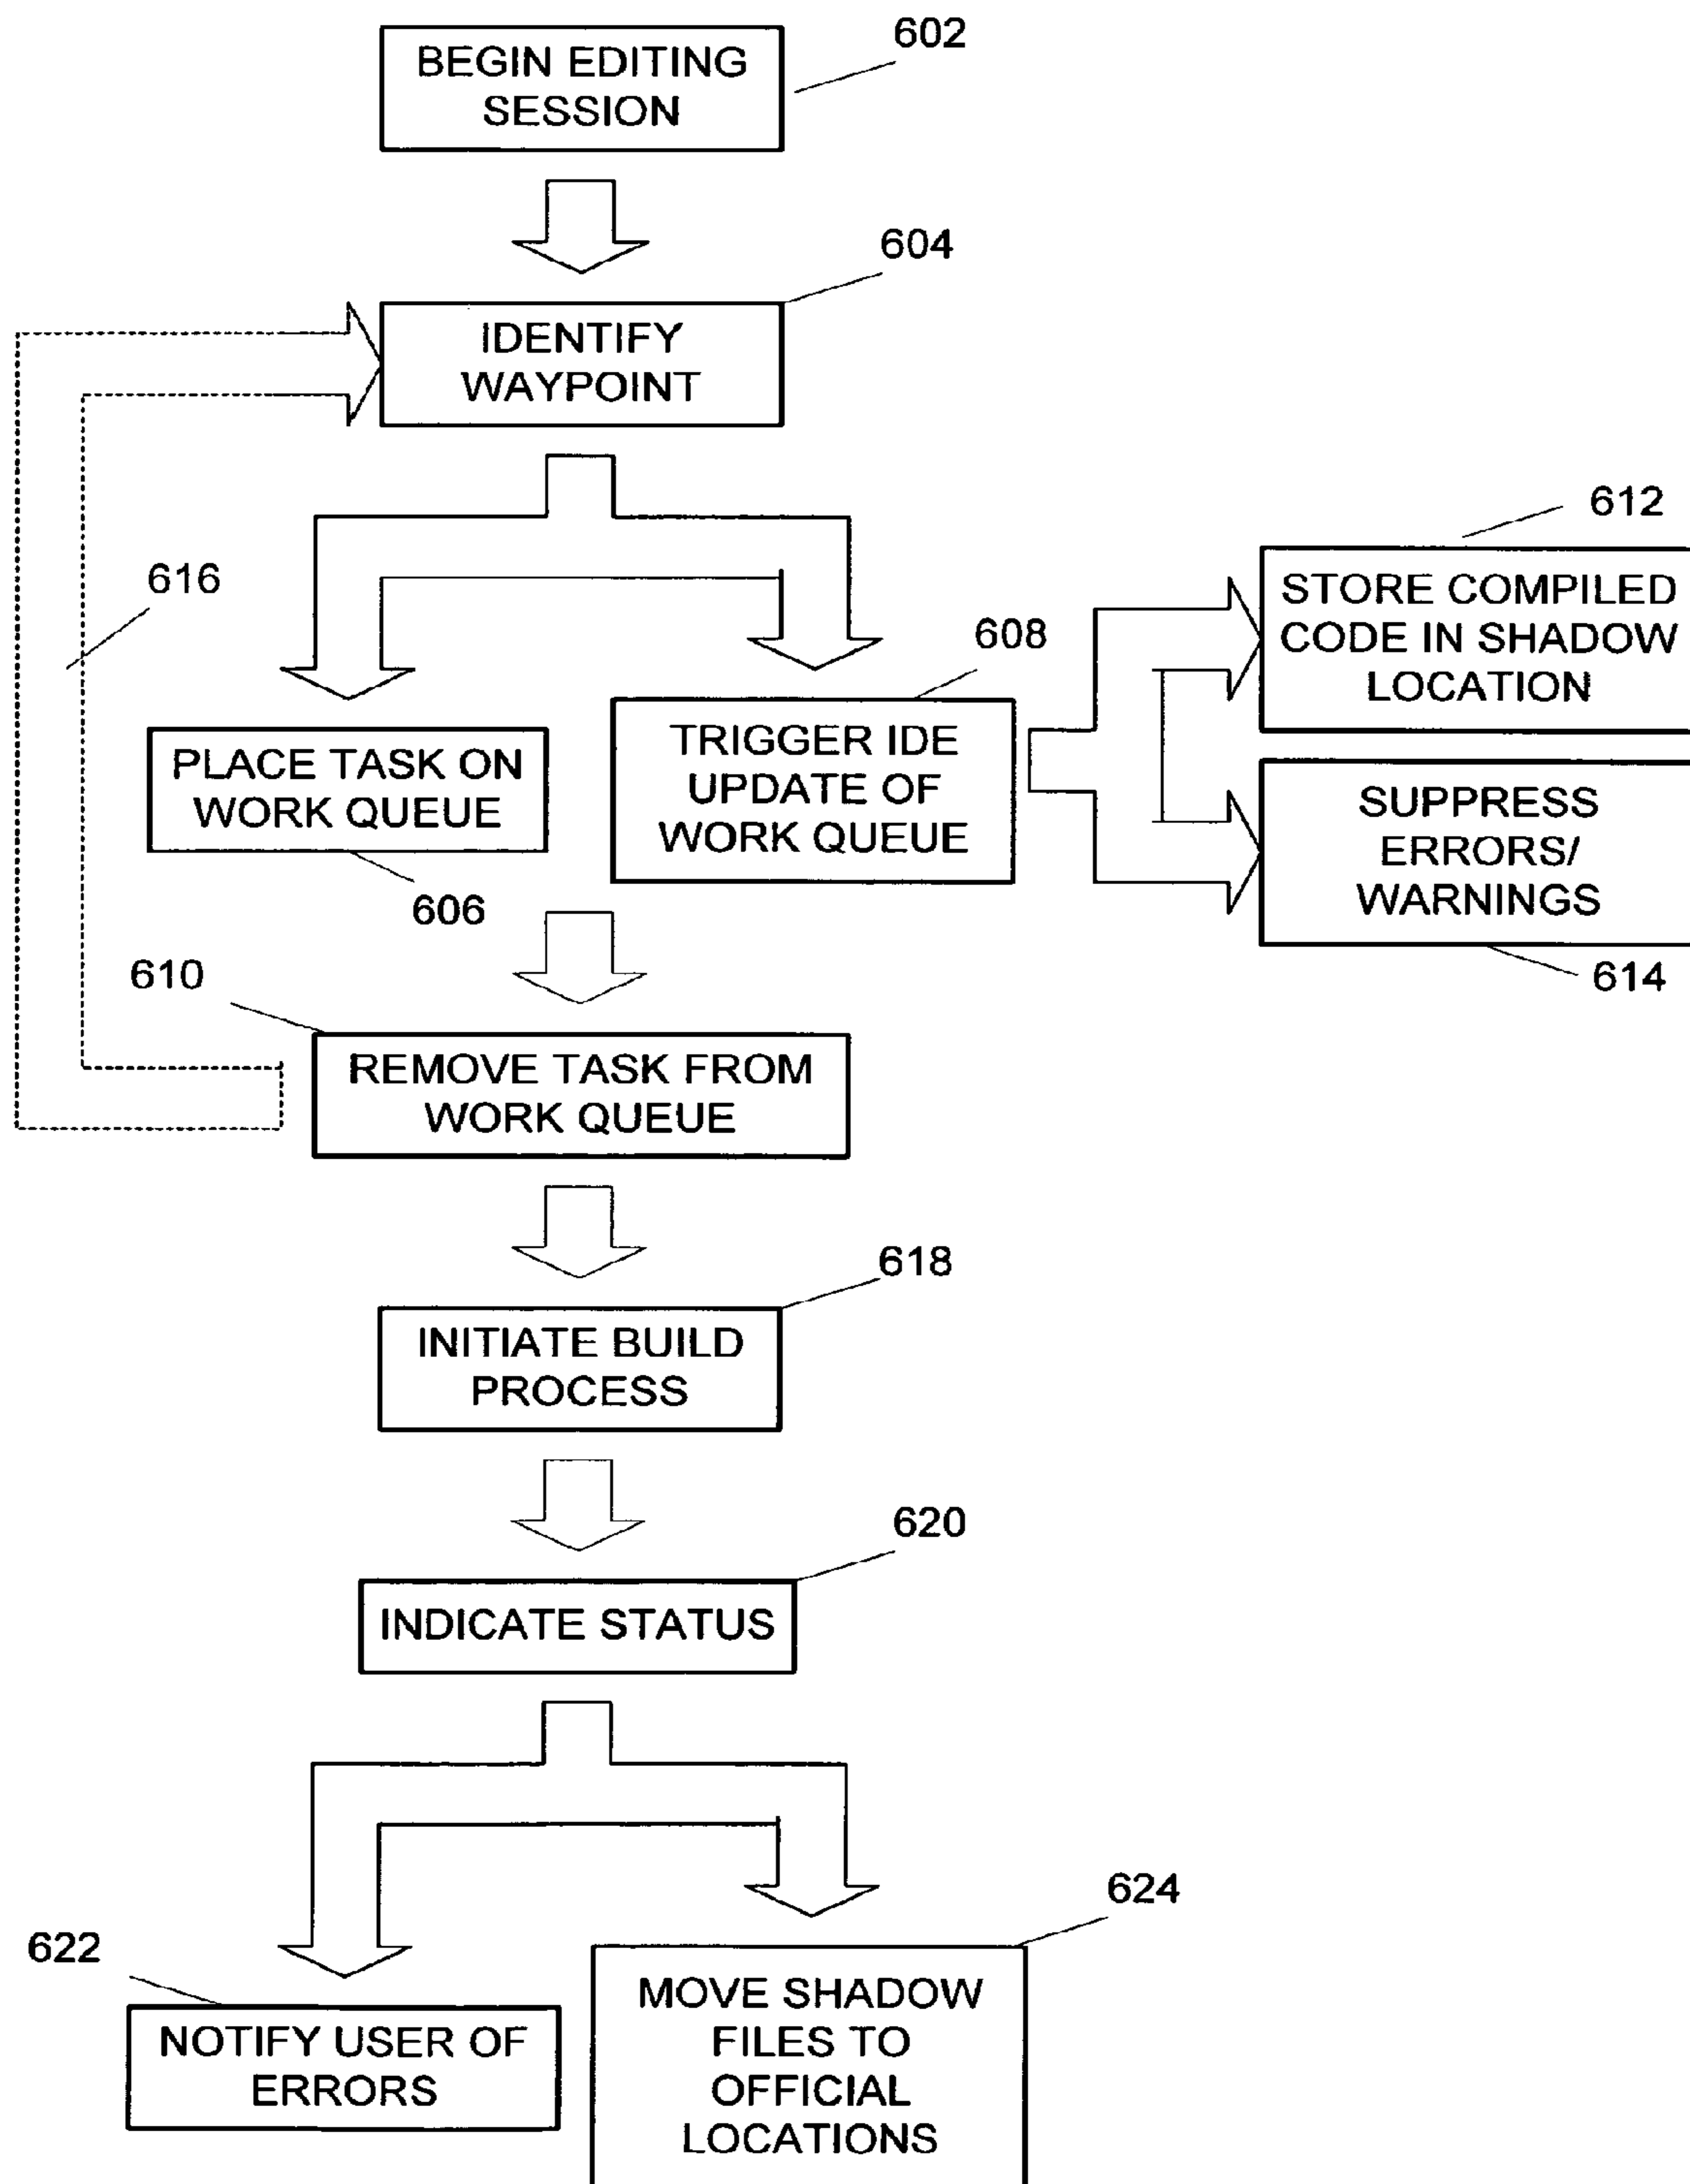 602
BEGIN EDITING
SESSION
604
IDENTIFY
WAYPOINT
612
STORE COMPILED
CODE IN SHADOW
LOCATION
616
608
TRIGGER IDE
UPDATE OF
WORK QUEUE
PLACE TASK ON
WORK QUEUE
606
SUPPRESS
ERRORS/
WARNINGS
614
610
REMOVE TASK FROM
WORK QUEUE
618
INITIATE BUILD
PROCESS
620
INDICATE STATUS
622
NOTIFY USER OF
ERRORS
624
MOVE SHADOW
FILES TO
OFFICIAL
LOCATIONS